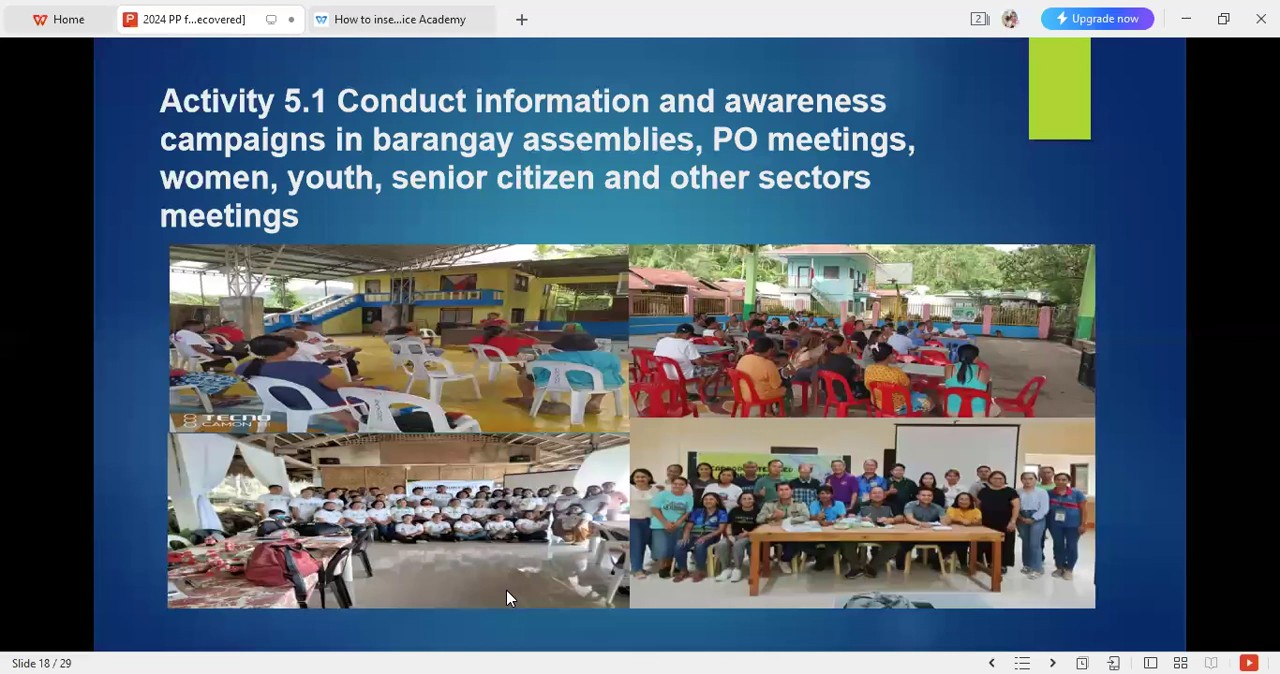 Home
2024 PP f...ecovered]
How to inse...ice Academy
2
Upgrade now
Activity 5.1 Conduct information and awareness
campaigns in barangay assemblies, PO meetings,
women, youth, senior citizen and other sectors
meetings
TECNO
Slide 18 / 29